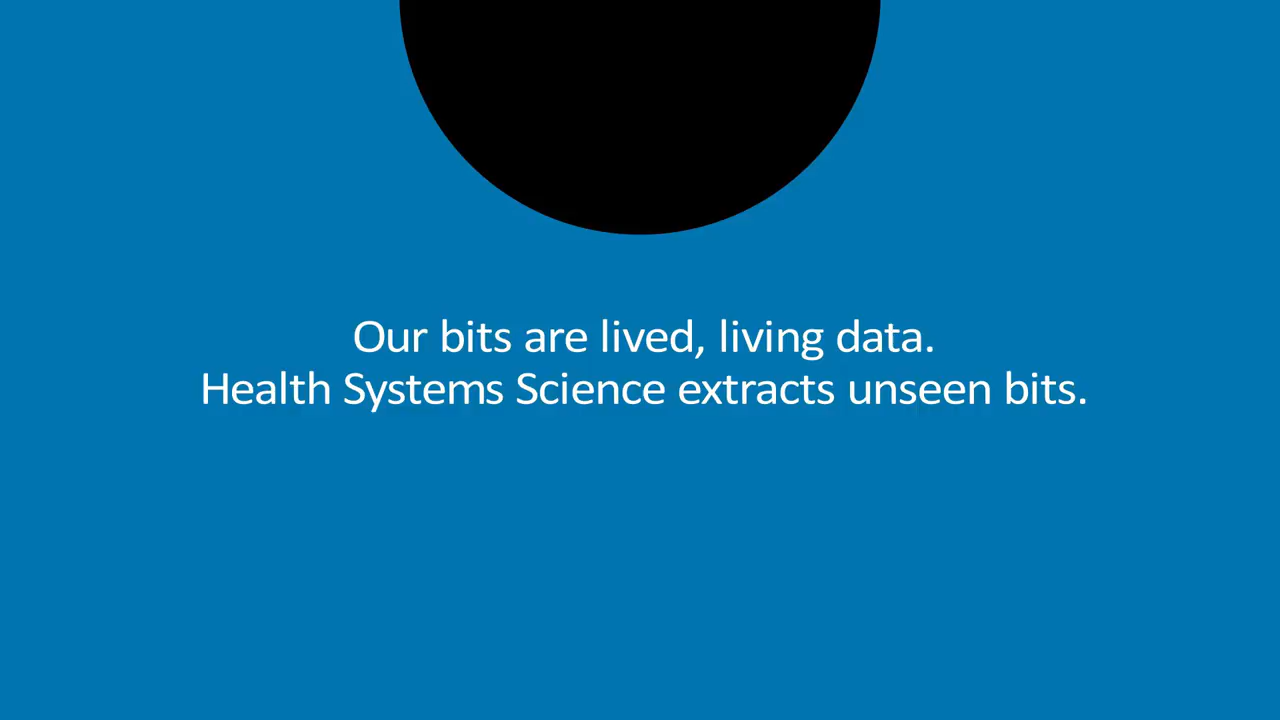 Our bits are lived, living data.
Health Systems Science extracts unseen bits.